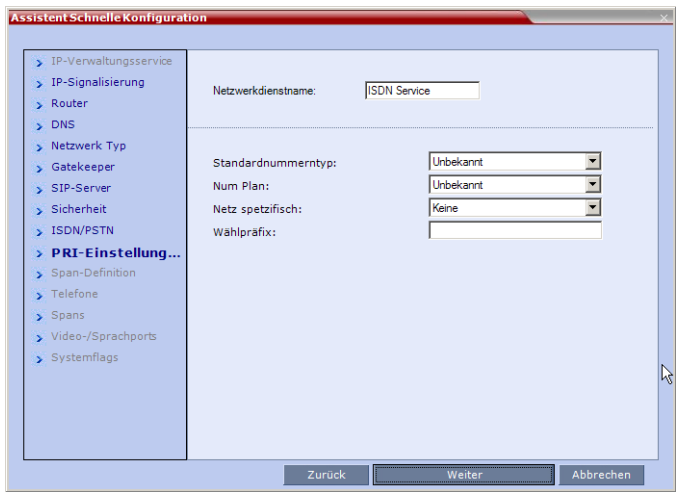 Assistent Schnelle Konfiguration
IP-Verwaltungsservice
IP-Signalisierung
Router
DNS
Netzwerk Typ
Gatekeeper
SIP-Server
Sicherheit
ISDN/PSTN
PRI-Einstellung...
Span-Definition
Telefone
Spans
Video-/Sprachports
Systemflags
Netzwerkdienstname: ISDN Service
Standardnummerntyp: Unbekannt
Num Plan: Unbekannt
Netz spetzifisch: Keine
Wählpräfix:
Zurück Weiter Abbrechen